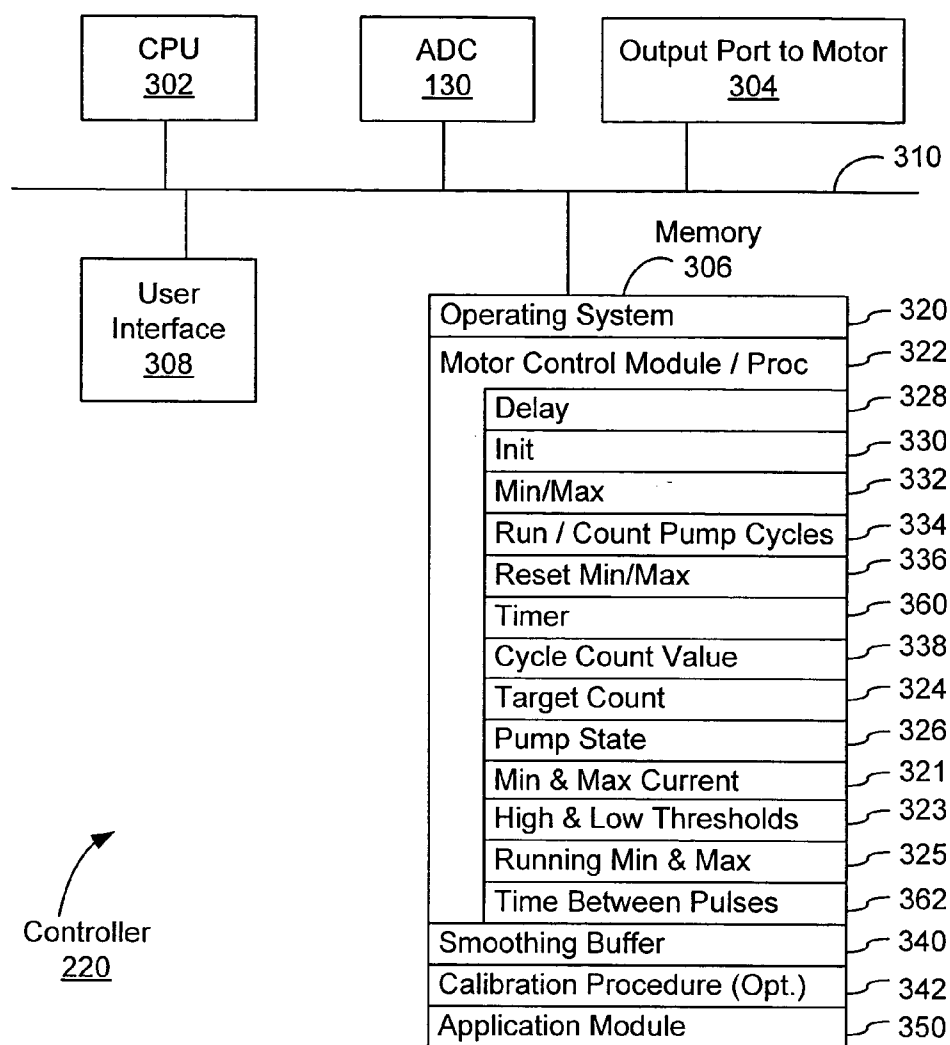 CPU
302
ADC
130
Output Port to Motor
304
310
User
Interface
308
Memory
306
Operating System 320
Motor Control Module / Proc 322
Delay 328
Init 330
Min/Max 332
Run / Count Pump Cycles 334
Reset Min/Max 336
Timer 360
Cycle Count Value 338
Target Count 324
Pump State 326
Min & Max Current 321
High & Low Thresholds 323
Running Min & Max 325
Time Between Pulses 362
Smoothing Buffer 340
Calibration Procedure (Opt.) 342
Application Module 350
Controller
220